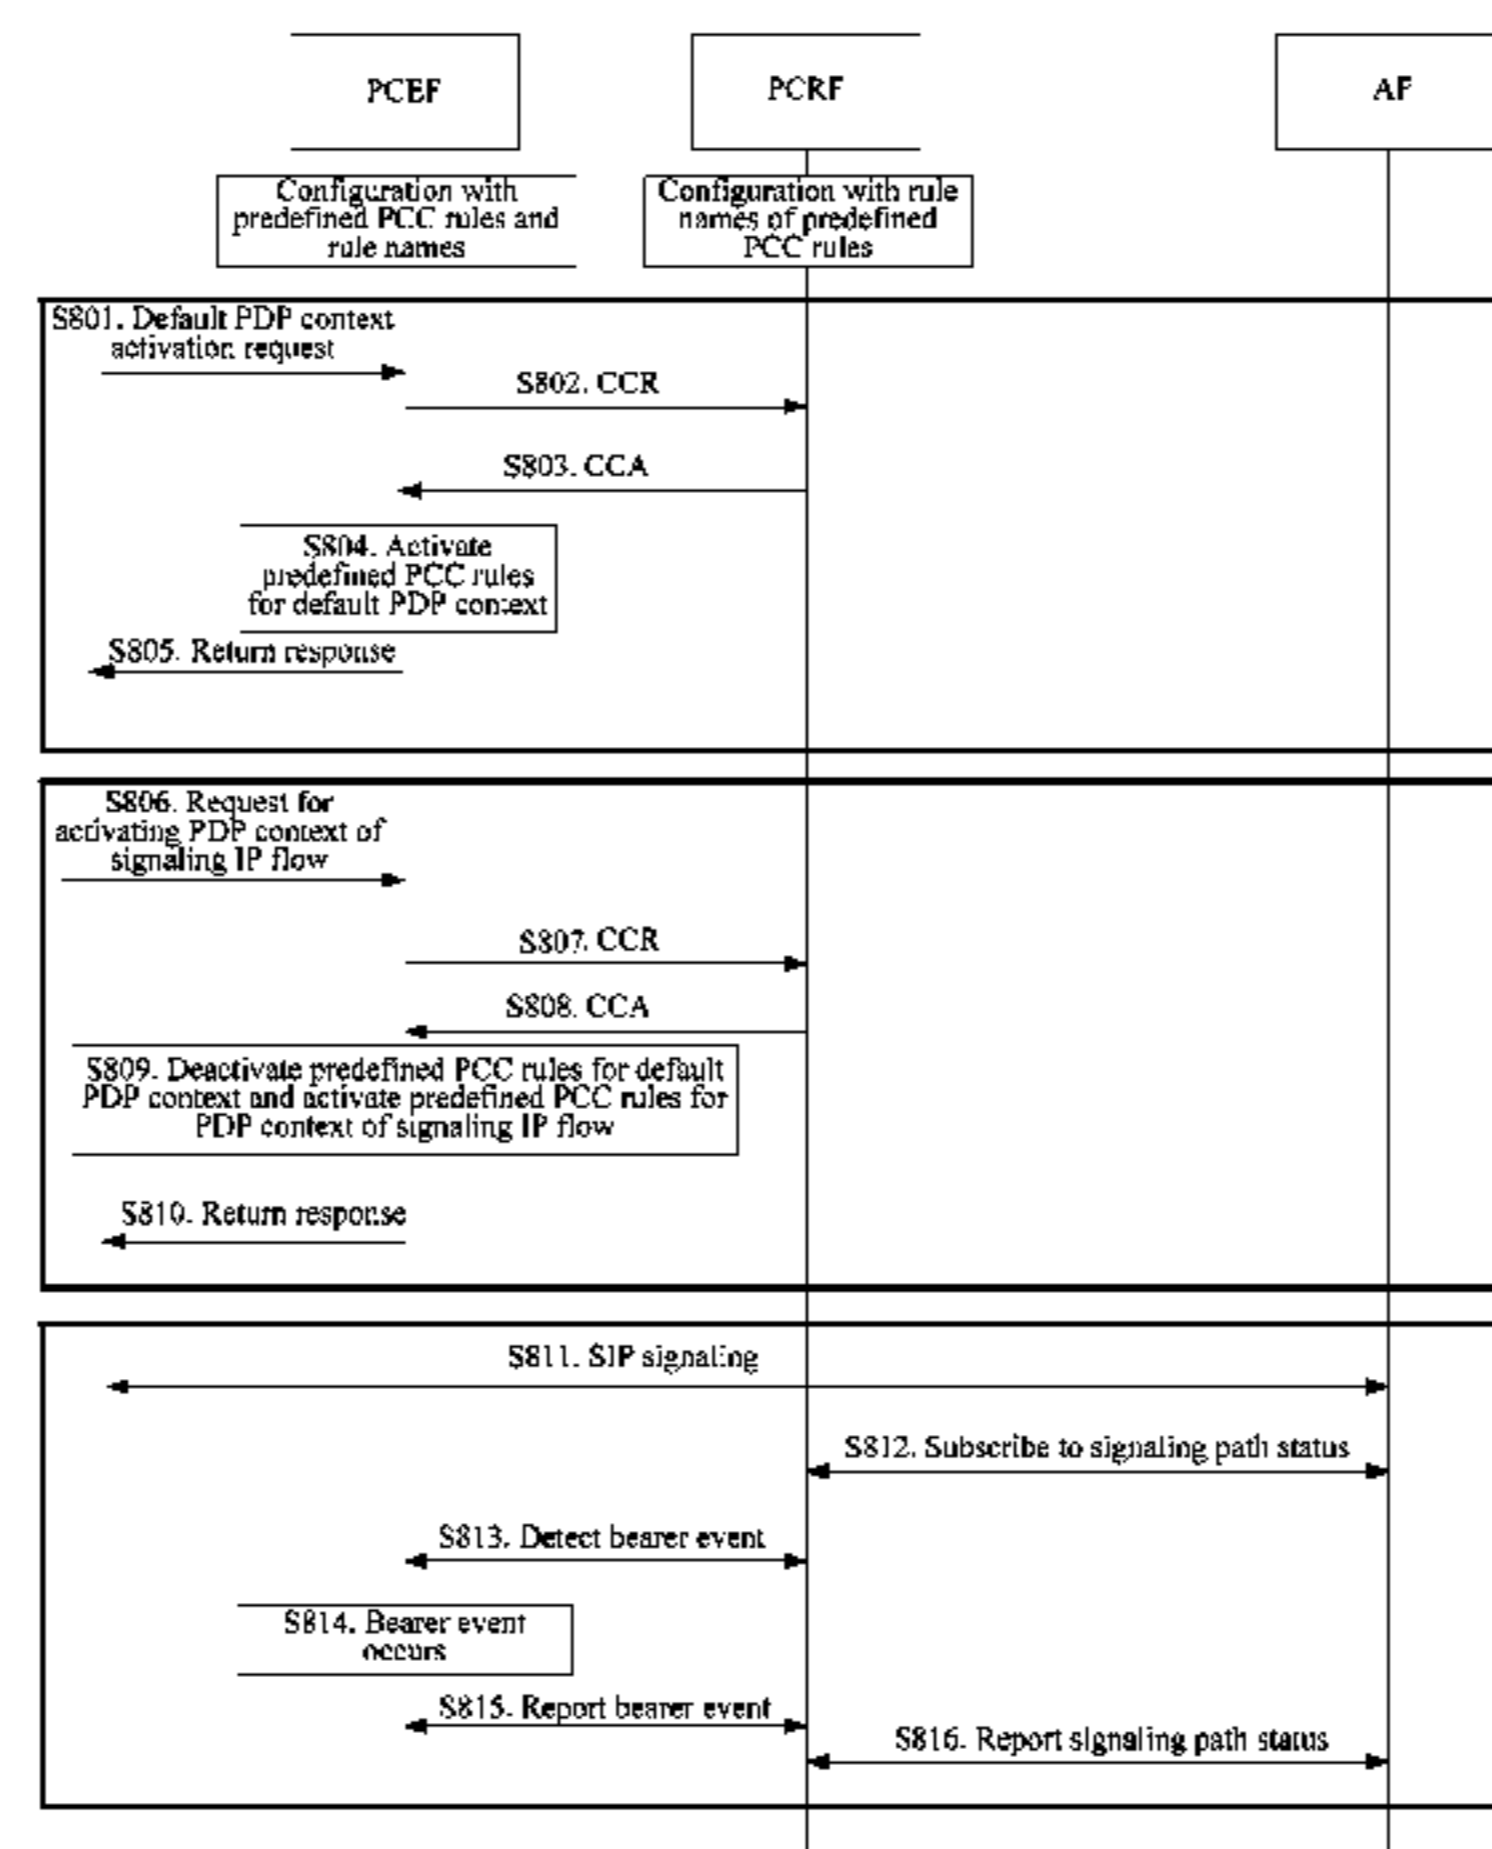 PCEF
PCRF
AF
Configuration with
predefined PCC rules and
rule names
Configuration with rule
names of predefined
PCC rules
S801. Default PDP context
activation request
S802. CCR
S803. CCA
S804. Activate
predefined PCC rules
for default PDP context
S805. Return response
S806. Request for
activating PDP context of
signaling IP flow
S807. CCR
S808. CCA
S809. Deactivate predefined PCC rules for default
PDP context and activate predefined PCC rules for
PDP context of signaling IP flow
S810. Return response
S811. SIP signaling
S812. Subscribe to signaling path status
S813. Detect bearer event
S814. Bearer event
occurs
S815. Report bearer event
S816. Report signaling path status